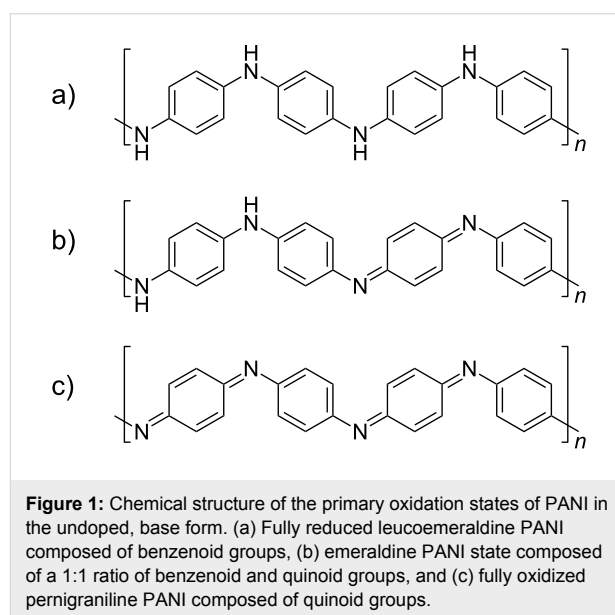 a)
H
N
H
N
N
H
N
H
n
b)
H
N
N
N
H
N
n
c)
N
N
N
N
n
Figure 1: Chemical structure of the primary oxidation states of PANI in
the undoped, base form. (a) Fully reduced leucoemeraldine PANI
composed of benzenoid groups, (b) emeraldine PANI state composed
of a 1:1 ratio of benzenoid and quinoid groups, and (c) fully oxidized
pernigraniline PANI composed of quinoid groups.